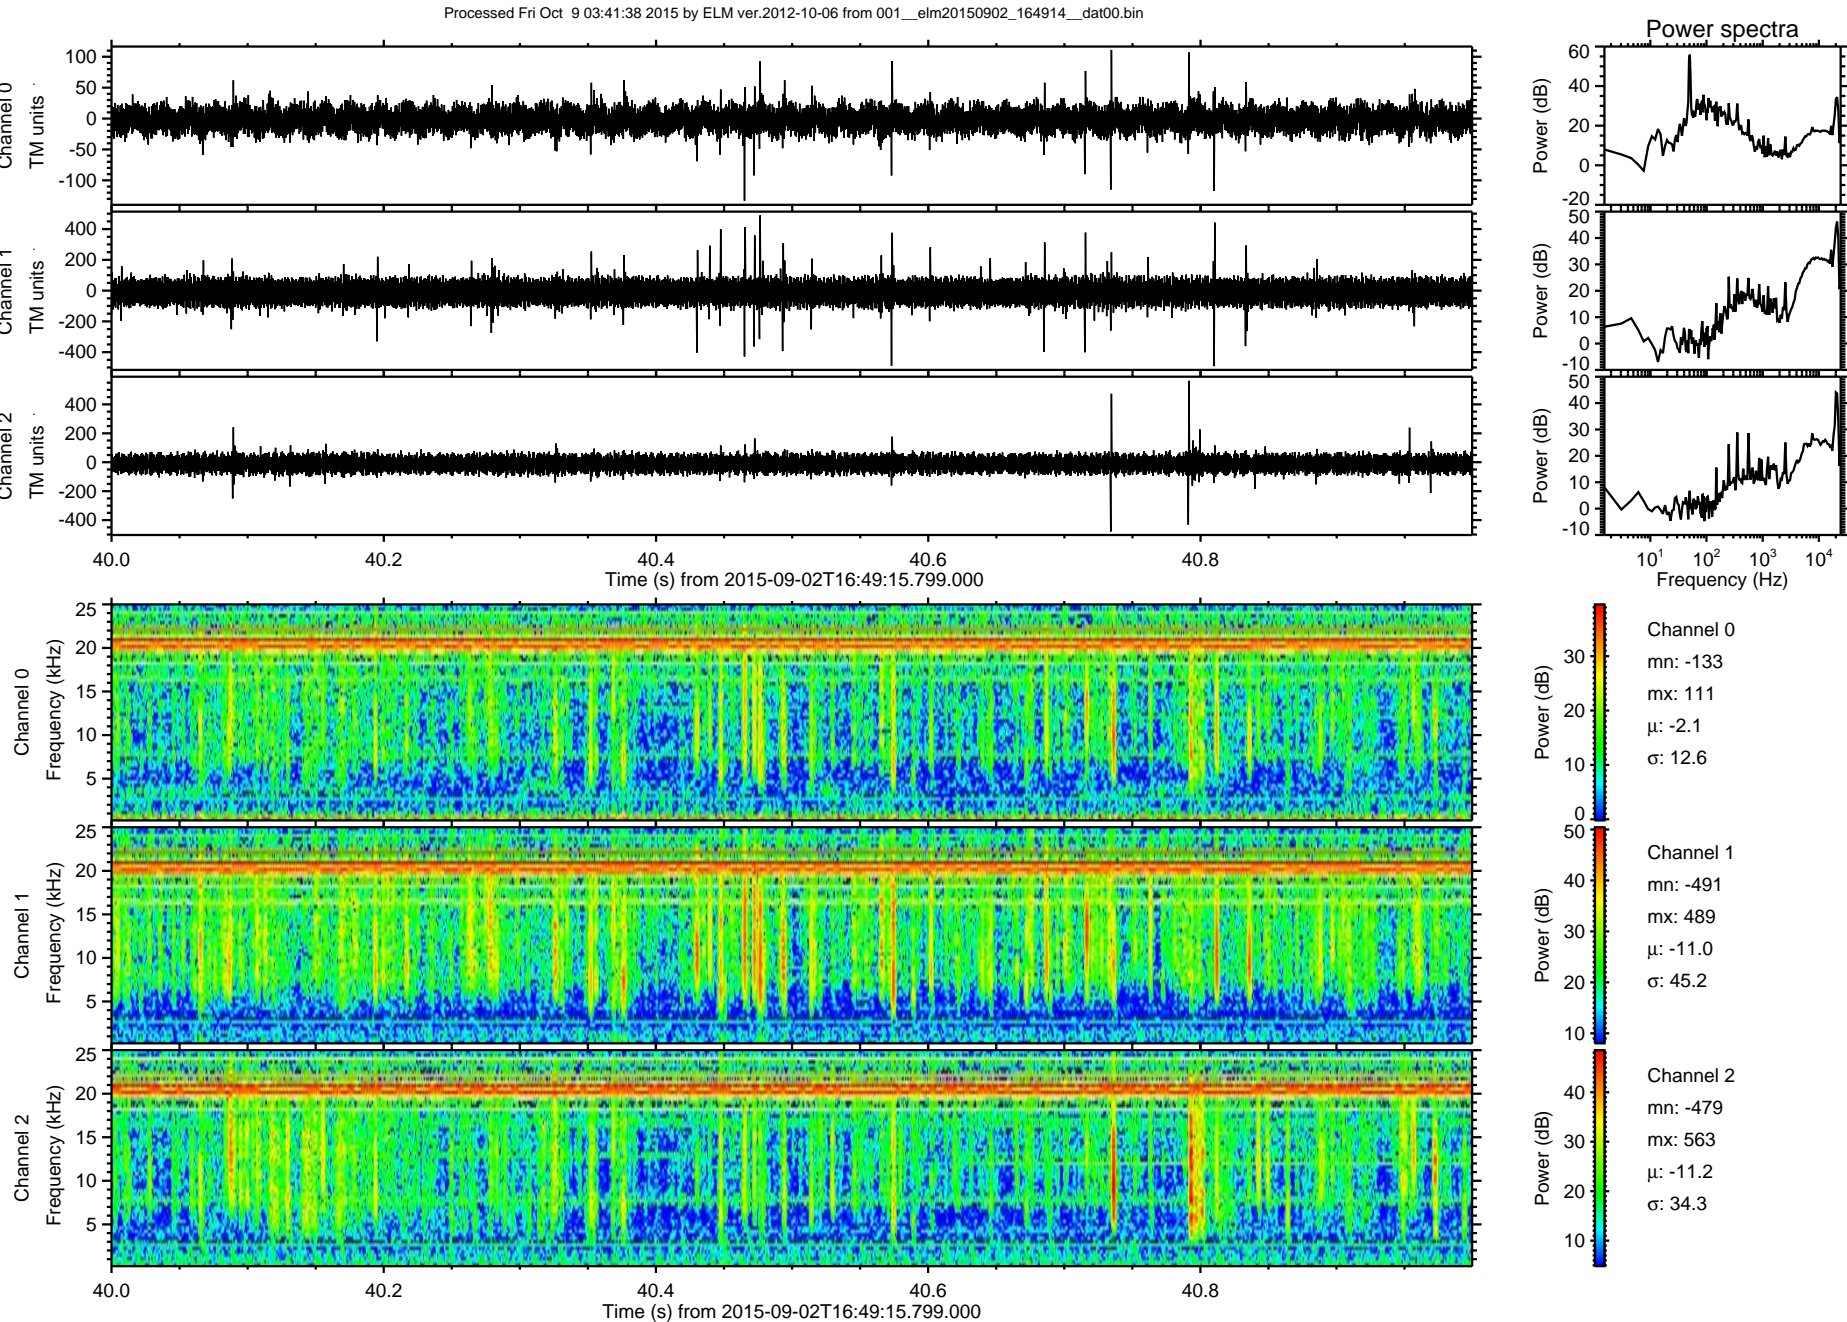 Processed Fri Oct  9 03:41:38 2015 by ELM ver.2012-10-06 from 001__elm20150902_164914__dat00.bin
Power spectra
Channel 0
TM units
100
50
0
-50
-100
Power (dB)
60
40
20
0
-20
Channel 1
TM units
400
200
0
-200
-400
Power (dB)
50
40
30
20
10
0
-10
Channel 2
TM units
400
200
0
-200
-400
Power (dB)
50
40
30
20
10
0
-10
40.0 40.2 40.4 40.6 40.8
Time (s) from 2015-09-02T16:49:15.799.000
10¹ 10² 10³ 10⁴
Frequency (Hz)
Channel 0
Frequency (kHz)
25
20
15
10
5
Power (dB)
30
20
10
0
Channel 0
mn: -133
mx: 111
μ: -2.1
σ: 12.6
Channel 1
Frequency (kHz)
25
20
15
10
5
Power (dB)
50
40
30
20
10
Channel 1
mn: -491
mx: 489
μ: -11.0
σ: 45.2
Channel 2
Frequency (kHz)
25
20
15
10
5
Power (dB)
40
30
20
10
Channel 2
mn: -479
mx: 563
μ: -11.2
σ: 34.3
40.0 40.2 40.4 40.6 40.8
Time (s) from 2015-09-02T16:49:15.799.000